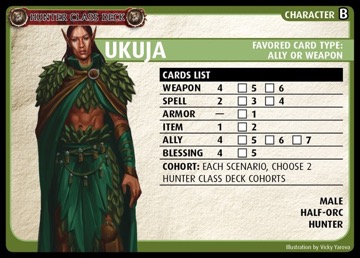 HUNTER CLASS DECK
CHARACTER B
UKUJA
FAVORED CARD TYPE:
ALLY OR WEAPON
CARDS LIST
WEAPON 4 □ 5 □ 6
SPELL 2 □ 3 □ 4
ARMOR — □ 1
ITEM 1 □ 2
ALLY 4 □ 5 □ 6 □ 7
BLESSING 4 □ 5
COHORT: EACH SCENARIO, CHOOSE 2
HUNTER CLASS DECK COHORTS
MALE
HALF-ORC
HUNTER
Illustration by Vicky Yarova